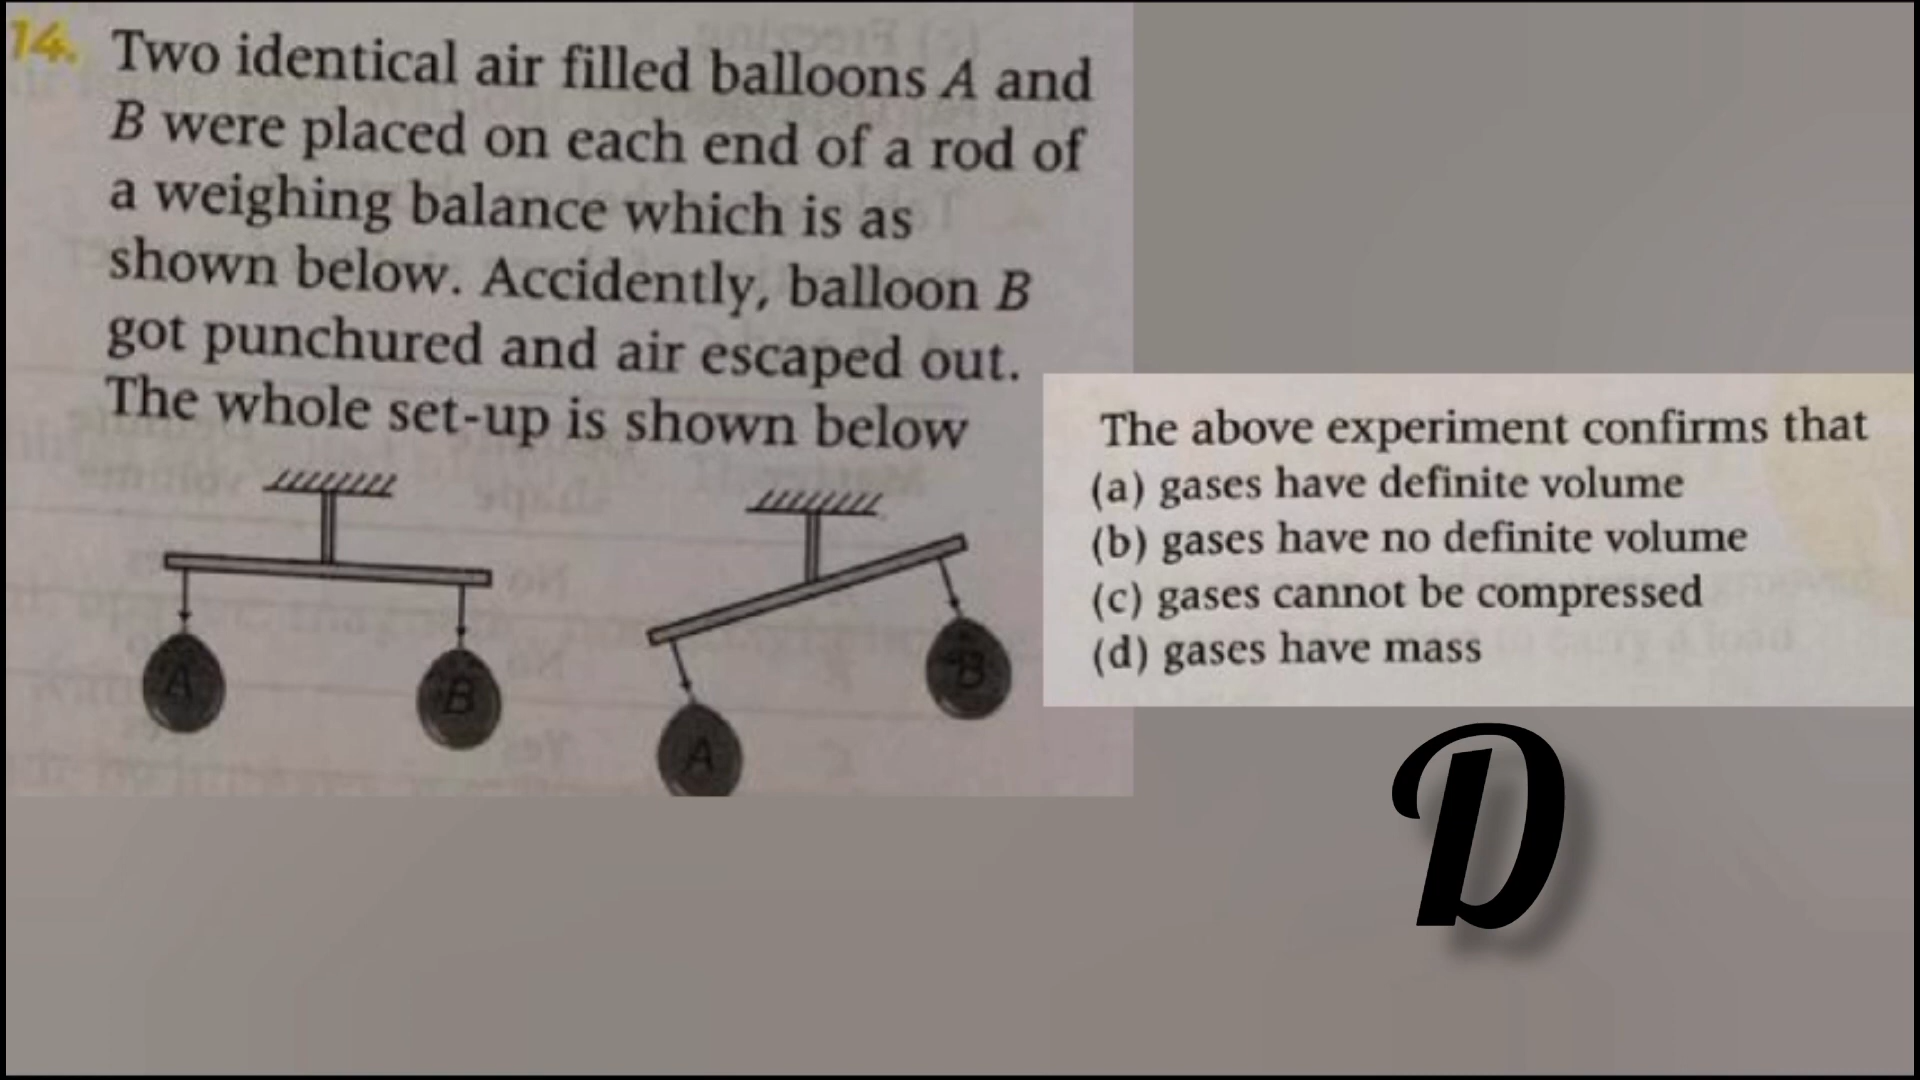 14. Two identical air filled balloons A and
B were placed on each end of a rod of
a weighing balance which is as
shown below. Accidently, balloon B
got punchured and air escaped out.
The whole set-up is shown below
A
B
A
B
The above experiment confirms that
(a) gases have definite volume
(b) gases have no definite volume
(c) gases cannot be compressed
(d) gases have mass
D